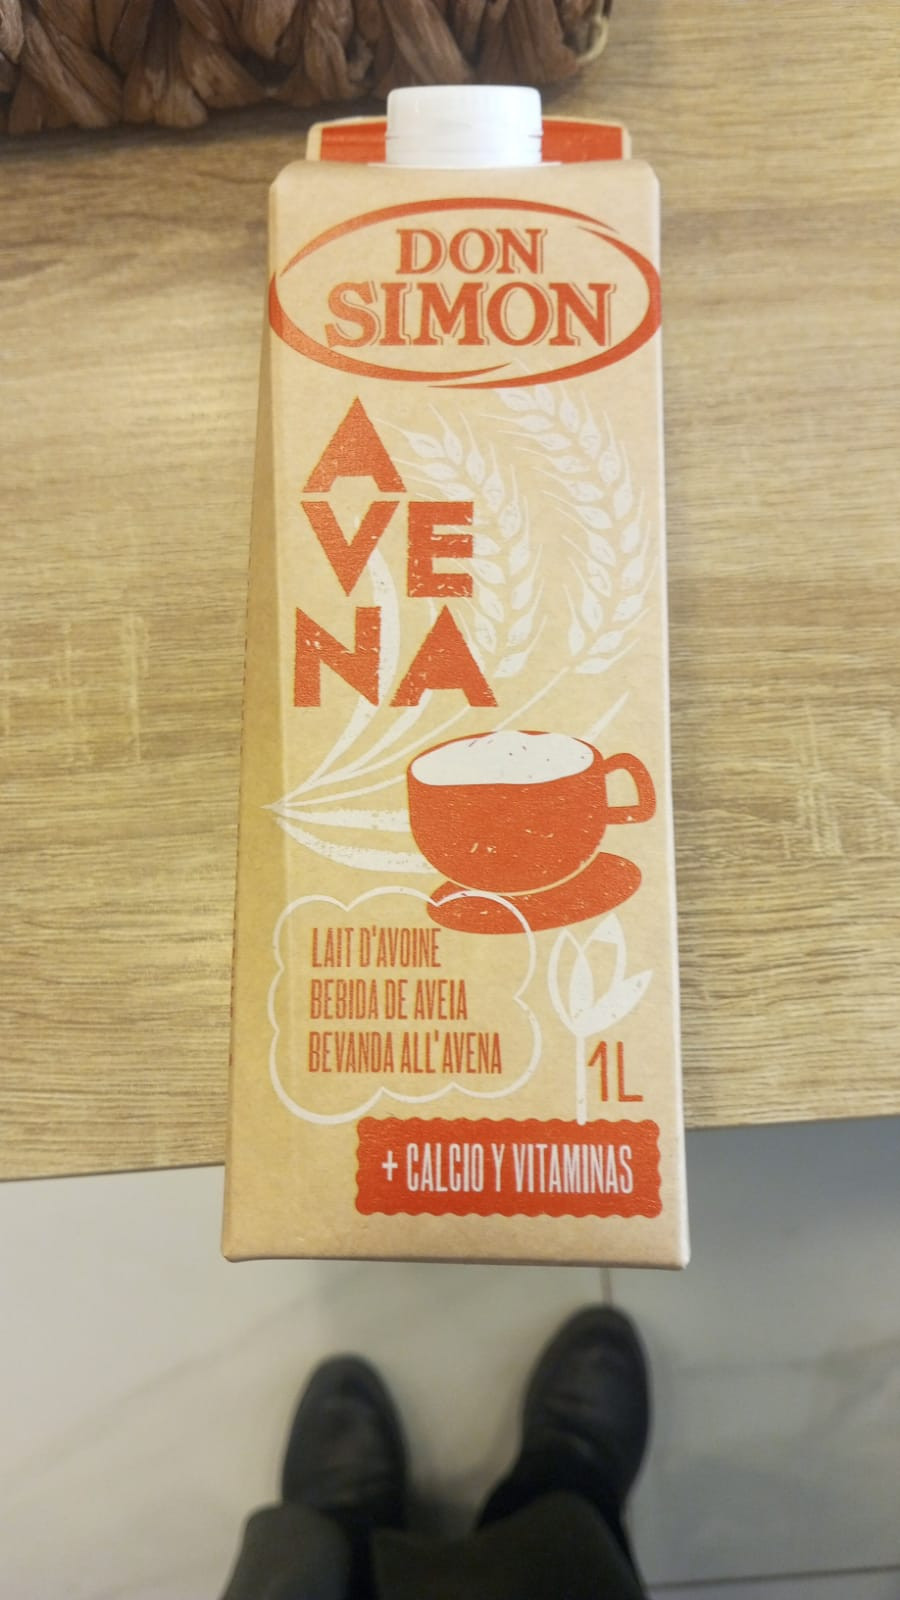 DON
SIMON
A
VE
NA
LAIT D'AVOINE
BEBIDA DE AVEIA
BEVANDA ALL'AVENA
1L
+ CALCIO Y VITAMINAS